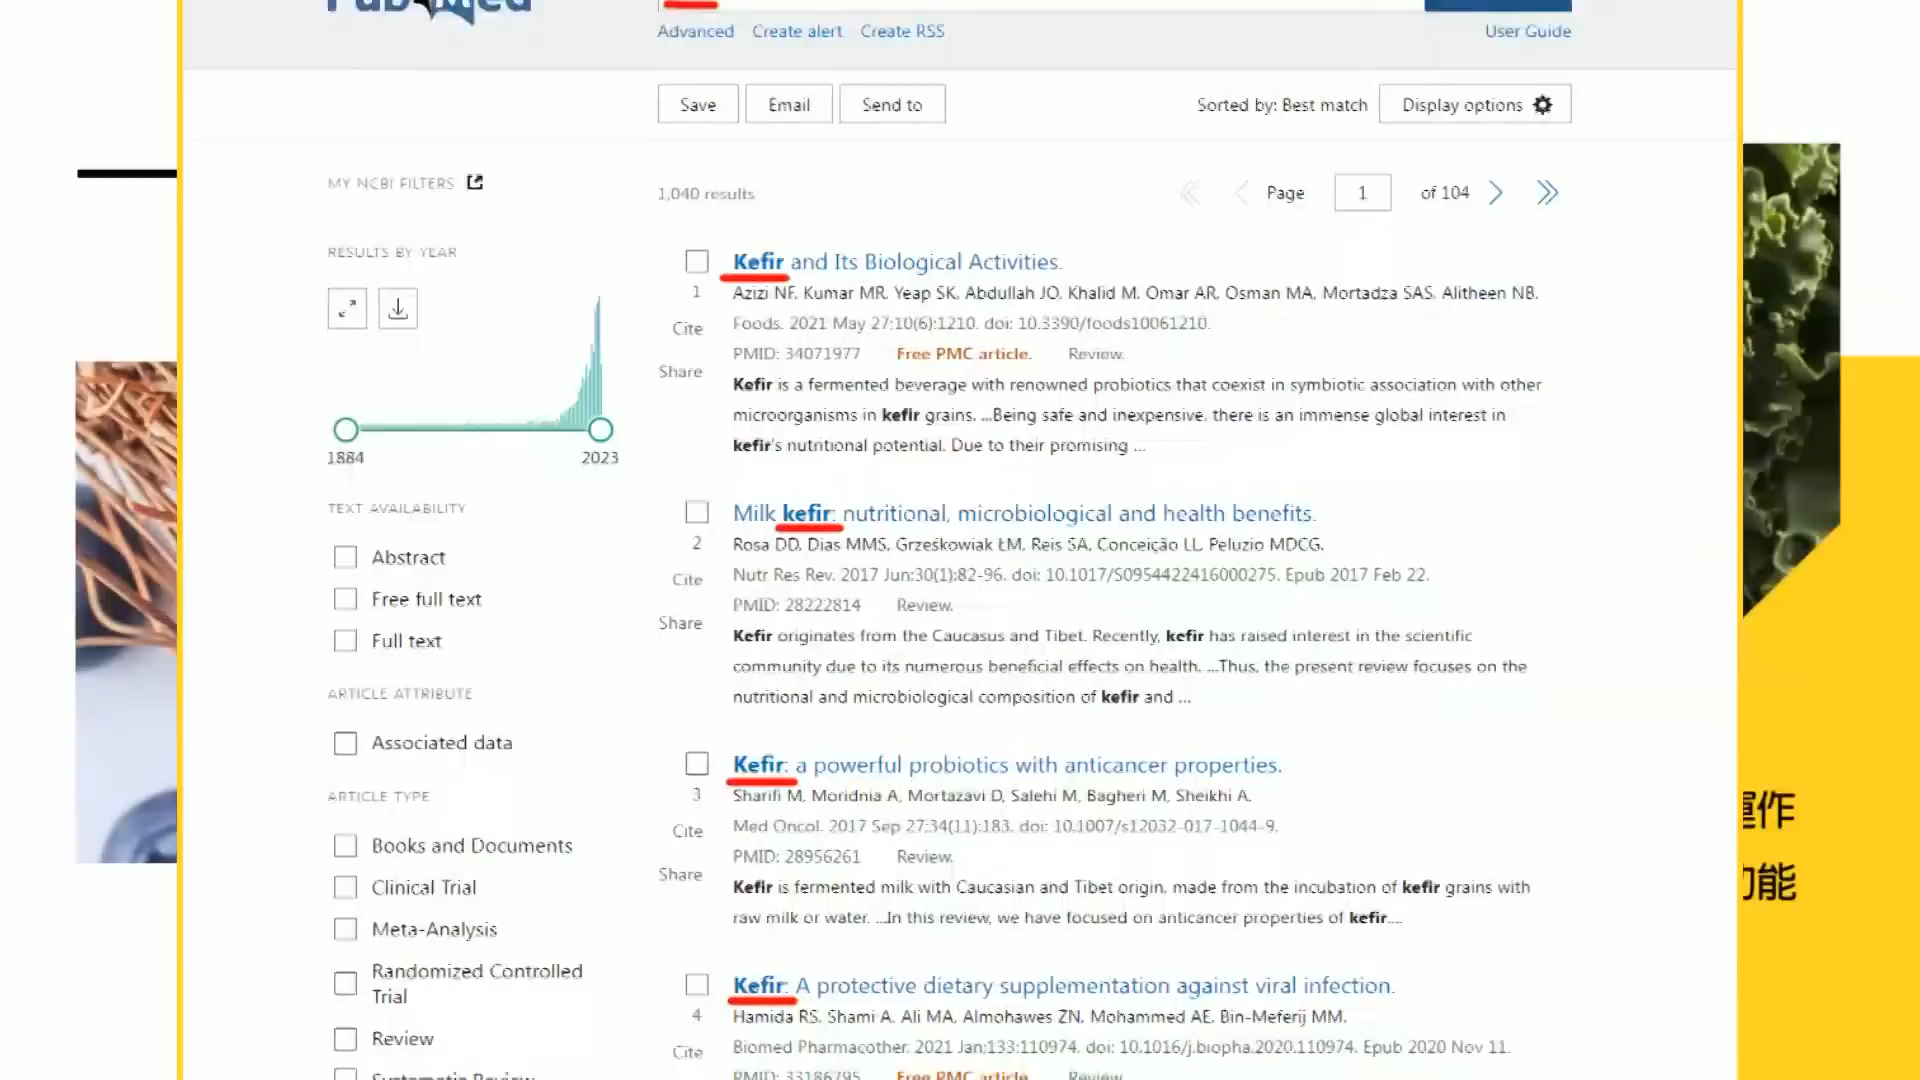 PubMed
Advanced Create alert Create RSS User Guide
Save Email Send to Sorted by: Best match Display options
MY NCBI FILTERS
1,040 results Page 1 of 104
RESULTS BY YEAR
1884 2023
TEXT AVAILABILITY
Abstract
Free full text
Full text
ARTICLE ATTRIBUTE
Associated data
ARTICLE TYPE
Books and Documents
Clinical Trial
Meta-Analysis
Randomized Controlled
Trial
Review
Systematic Review
Kefir and Its Biological Activities.
1 Azizi NF, Kumar MR, Yeap SK, Abdullah JO, Khalid M, Omar AR, Osman MA, Mortadza SAS, Alitheen NB.
Cite Foods. 2021 May 27;10(6):1210. doi: 10.3390/foods10061210.
PMID: 34071977 Free PMC article. Review.
Share Kefir is a fermented beverage with renowned probiotics that coexist in symbiotic association with other
microorganisms in kefir grains. ...Being safe and inexpensive, there is an immense global interest in
kefir's nutritional potential. Due to their promising ...
Milk kefir: nutritional, microbiological and health benefits.
2 Rosa DD, Dias MMS, Grześkowiak ŁM, Reis SA, Conceição LL, Peluzio MDCG.
Cite Nutr Res Rev. 2017 Jun;30(1):82-96. doi: 10.1017/S0954422416000275. Epub 2017 Feb 22.
PMID: 28222814 Review.
Share Kefir originates from the Caucasus and Tibet. Recently, kefir has raised interest in the scientific
community due to its numerous beneficial effects on health. ...Thus, the present review focuses on the
nutritional and microbiological composition of kefir and ...
Kefir: a powerful probiotics with anticancer properties.
3 Sharifi M, Moridnia A, Mortazavi D, Salehi M, Bagheri M, Sheikhi A.
Cite Med Oncol. 2017 Sep 27;34(11):183. doi: 10.1007/s12032-017-1044-9.
PMID: 28956261 Review.
Share Kefir is fermented milk with Caucasian and Tibet origin, made from the incubation of kefir grains with
raw milk or water. ...In this review, we have focused on anticancer properties of kefir....
Kefir: A protective dietary supplementation against viral infection.
4 Hamida RS, Shami A, Ali MA, Almohawes ZN, Mohammed AE, Bin-Meferij MM.
Cite Biomed Pharmacother. 2021 Jan;133:110974. doi: 10.1016/j.biopha.2020.110974. Epub 2020 Nov 11.
PMID: 33186795 Free PMC article. Review.
運作
功能